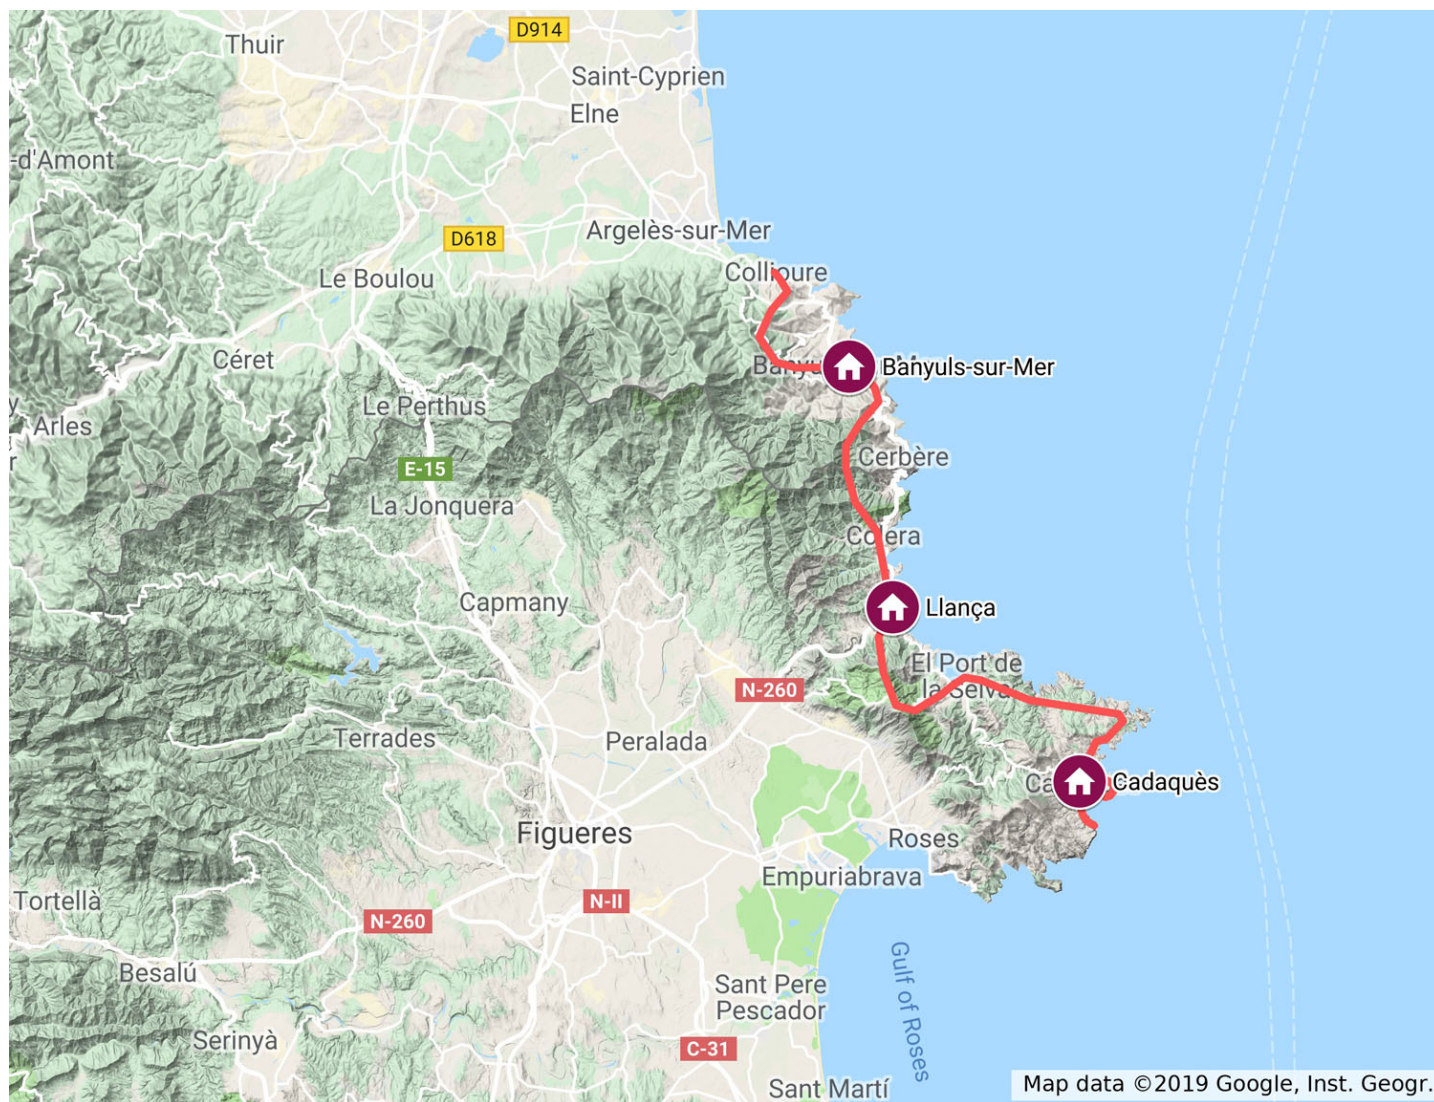 D914
Thuir
Saint-Cyprien
Elne
-d'Amont
Argelès-sur-Mer
D618
Collioure
Le Boulou
Céret
Banyuls-sur-Mer
Le Perthus
y
Arles
r
Cerbère
E-15
La Jonquera
Colera
Capmany
Llança
El Port de
la Selva
N-260
Terrades
Peralada
Cadaquès
Figueres
Roses
Empuriabrava
Tortellà
N-II
N-260
Besalú
Gulf of Roses
Sant Pere
Pescador
Serinyà
C-31
Sant Martí
Map data ©2019 Google, Inst. Geogr.